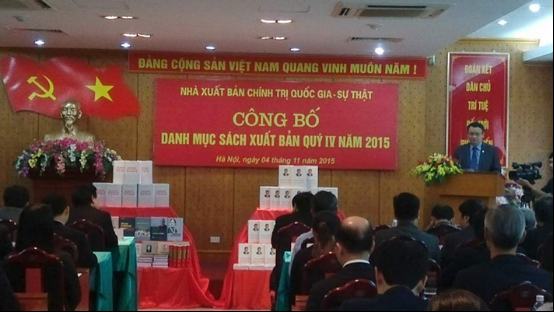 ĐẢNG CỘNG SẢN VIỆT NAM QUANG VINH MUÔN NĂM !
NHÀ XUẤT BẢN CHÍNH TRỊ QUỐC GIA - SỰ THẬT
CÔNG BỐ
DANH MỤC SÁCH XUẤT BẢN QUÝ IV NĂM 2015
Hà Nội, ngày 04 tháng 11 năm 2015
ĐOÀN KẾT
DÂN CHỦ
TRÍ TUỆ